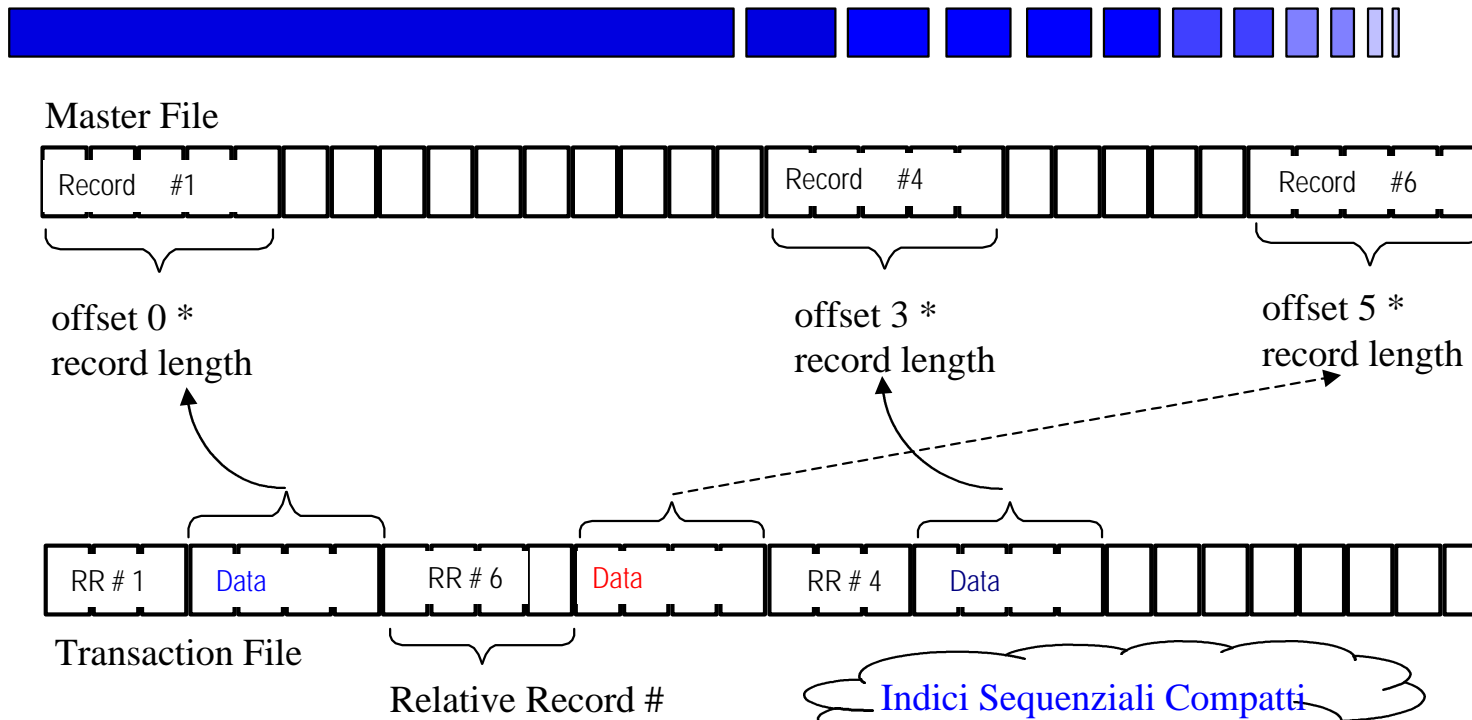 Master File
Record #1
Record #4
Record #6
offset 0 *
record length
offset 3 *
record length
offset 5 *
record length
RR # 1
Data
RR # 6
Data
RR # 4
Data
Transaction File
Relative Record #
Indici Sequenziali Compatti